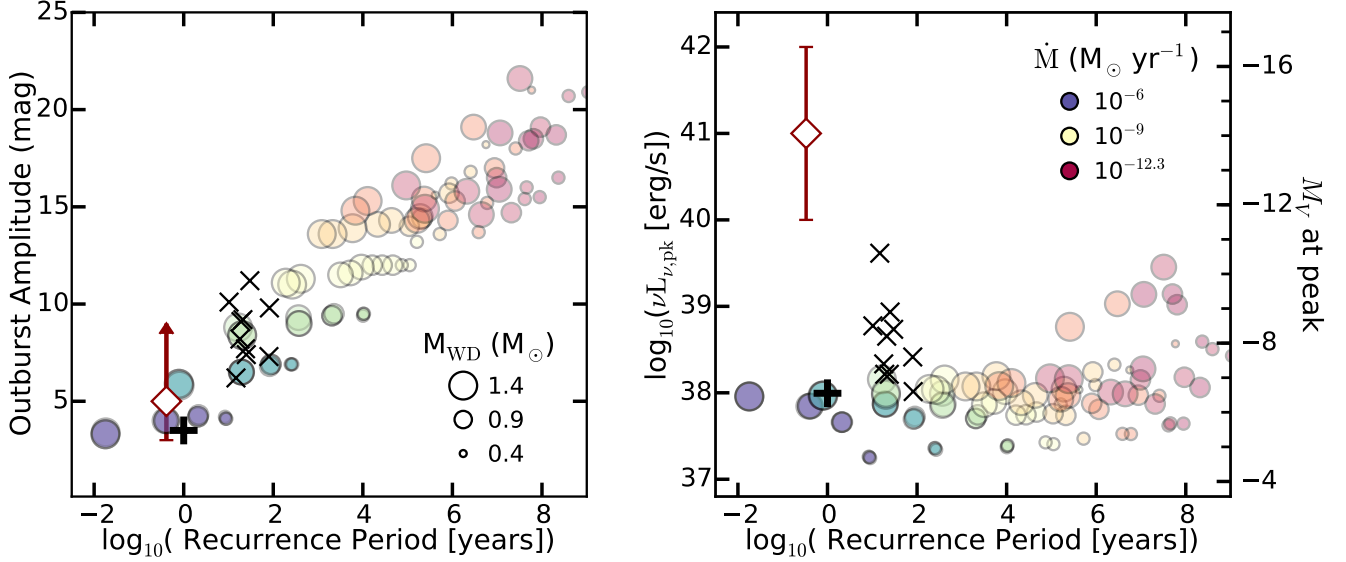 Outburst Amplitude (mag)
25
20
15
10
5
−2 0 2 4 6 8
log₁₀( Recurrence Period [years])
M_WD (M_⊙)
1.4
0.9
0.4
log₁₀(νL_ν,pk [erg/s])
42
41
40
39
38
37
−2 0 2 4 6 8
log₁₀( Recurrence Period [years])
Ṁ (M_⊙ yr⁻¹)
10⁻⁶
10⁻⁹
10⁻¹²·³
−16
−12
−8
−4
M_V at peak